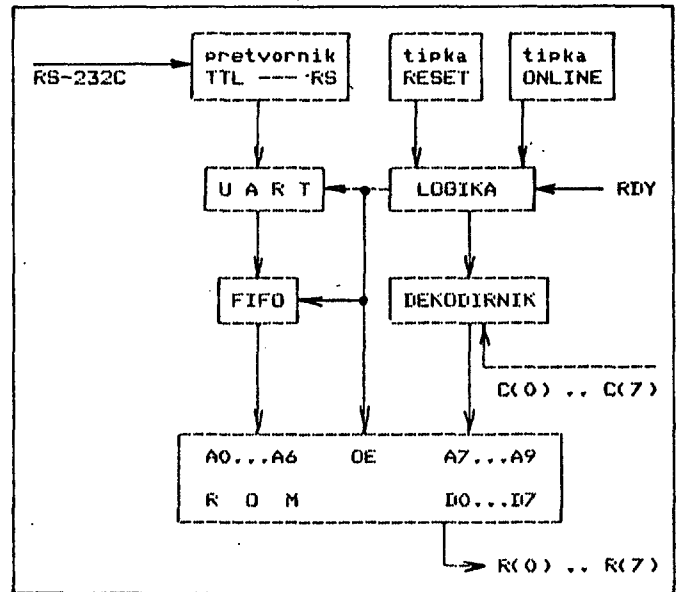 pretvornik
TTL --- RS
tipka
RESET
tipka
ONLINE
RS-232C
U A R T
LOGIKA
RDY
FIFO
DEKODIRNIK
C(0) .. C(7)
A0...A6 OE A7...A9
R O M D0...D7
R(0) .. R(7)